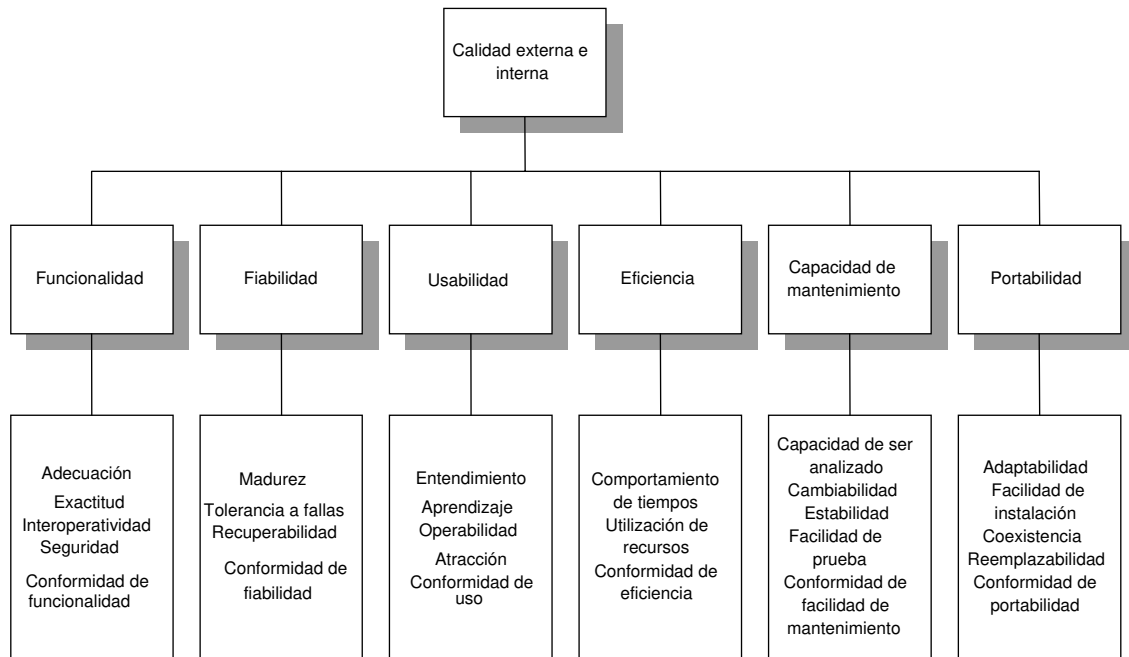 Calidad externa e
interna
Funcionalidad
Fiabilidad
Usabilidad
Eficiencia
Capacidad de
mantenimiento
Portabilidad
Adecuación
Exactitud
Interoperatividad
Seguridad
Conformidad de
funcionalidad
Madurez
Tolerancia a fallas
Recuperabilidad
Conformidad de
fiabilidad
Entendimiento
Aprendizaje
Operabilidad
Atracción
Conformidad de
uso
Comportamiento
de tiempos
Utilización de
recursos
Conformidad de
eficiencia
Capacidad de ser
analizado
Cambiabilidad
Estabilidad
Facilidad de
prueba
Conformidad de
facilidad de
mantenimiento
Adaptabilidad
Facilidad de
instalación
Coexistencia
Reemplazabilidad
Conformidad de
portabilidad